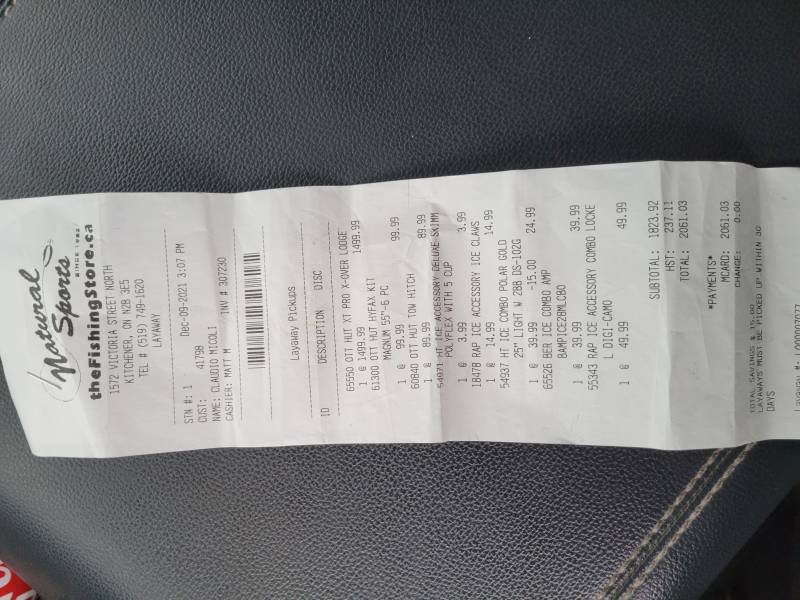 Natural
Sports
SINCE 1982
theFishingStore.ca
1572 VICTORIA STREET NORTH
KITCHENER, ON N2B 3E5
TEL # (519) 749-1620
LAYAWAY
STN #: 1 Dec-09-2021 3:07 PM
CUST: 41798
NAME: CLAUDIO MICOLI
CASHIER: MATT M INV # 307230
Layaway Pickups
ID DESCRIPTION DISC
65550 OTT HUT XT PRO X-OVER LODGE
1 @ 1499.99 1499.99
61300 OTT HUT HYFAX KIT
MAGNUM 55"-6 PC
1 @ 99.99 99.99
60840 OTT HUT TOW HITCH
1 @ 89.99 89.99
54971 HT ICE ACCESSORY DELUXE SKIMM
POLYFLEX WITH 5 CUP
1 @ 3.99 3.99
18478 RAP ICE ACCESSORY ICE CLAWS
1 @ 14.99 14.99
54937 HT ICE COMBO POLAR GOLD
25" LIGHT W 2BB DS-102G
1 @ 39.99 -15.00 24.99
65526 BER ICE COMBO AMP
BAMPICE28MLCBO
1 @ 39.99 39.99
55343 RAP ICE ACCESSORY COMBO LOCKE
L DIGI-CAMO
1 @ 49.99 49.99
SUBTOTAL: 1823.92
HST: 237.11
TOTAL: 2061.03
*PAYMENTS*
MCARD: 2061.03
CHANGE: 0.00
TOTAL SAVINGS $ 15.00
LAYAWAYS MUST BE PICKED UP WITHIN 30
DAYS
Layaway #: